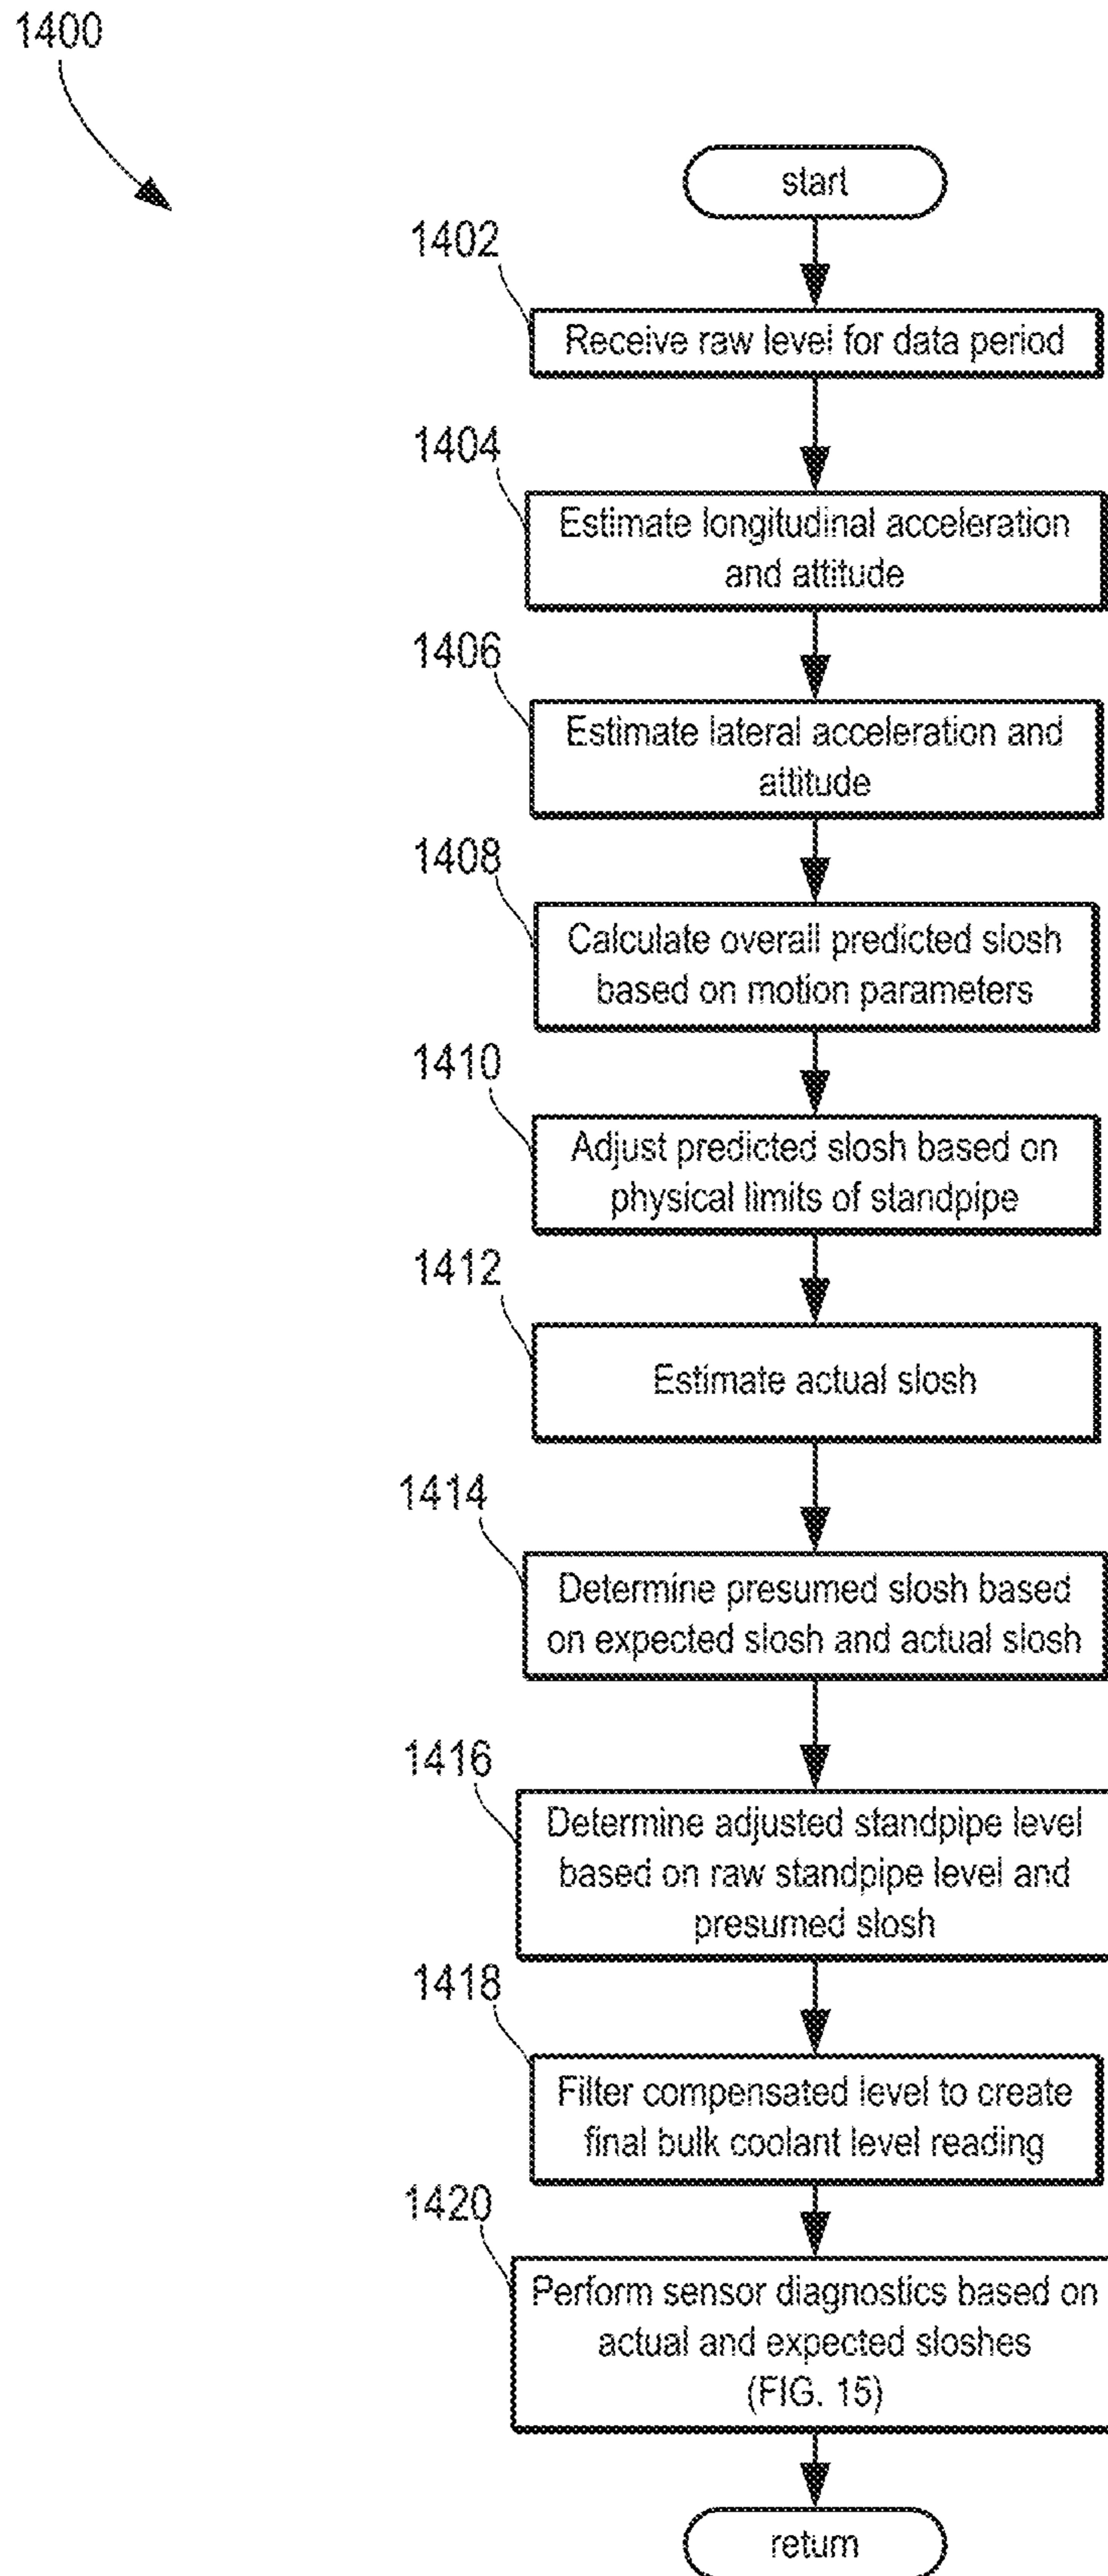 1400
start
1402
Receive raw level for data period
1404
Estimate longitudinal acceleration
and attitude
1406
Estimate lateral acceleration and
attitude
1408
Calculate overall predicted slosh
based on motion parameters
1410
Adjust predicted slosh based on
physical limits of standpipe
1412
Estimate actual slosh
1414
Determine presumed slosh based
on expected slosh and actual slosh
1416
Determine adjusted standpipe level
based on raw standpipe level and
presumed slosh
1418
Filter compensated level to create
final bulk coolant level reading
1420
Perform sensor diagnostics based on
actual and expected sloshes
(FIG. 15)
return